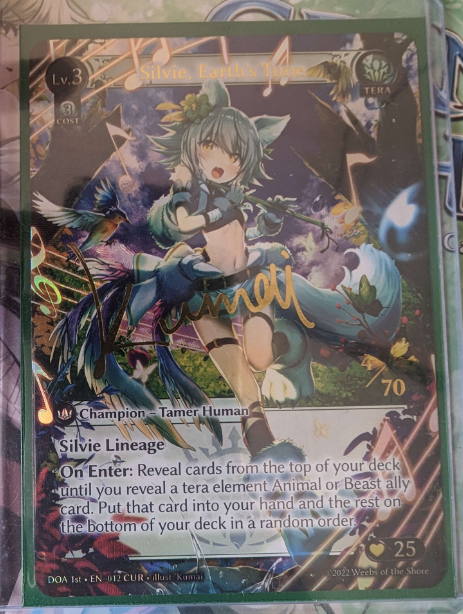 Lv.3
Silvie, Earth's Tune
TERA
3
COST
Kumai
4/70
Champion – Tamer Human
Silvie Lineage
On Enter: Reveal cards from the top of your deck
until you reveal a tera element Animal or Beast ally
card. Put that card into your hand and the rest on
the bottom of your deck in a random order.
25
DOA 1st • EN-012 CUR • illust. Kumai
©2022 Weebs of the Shore